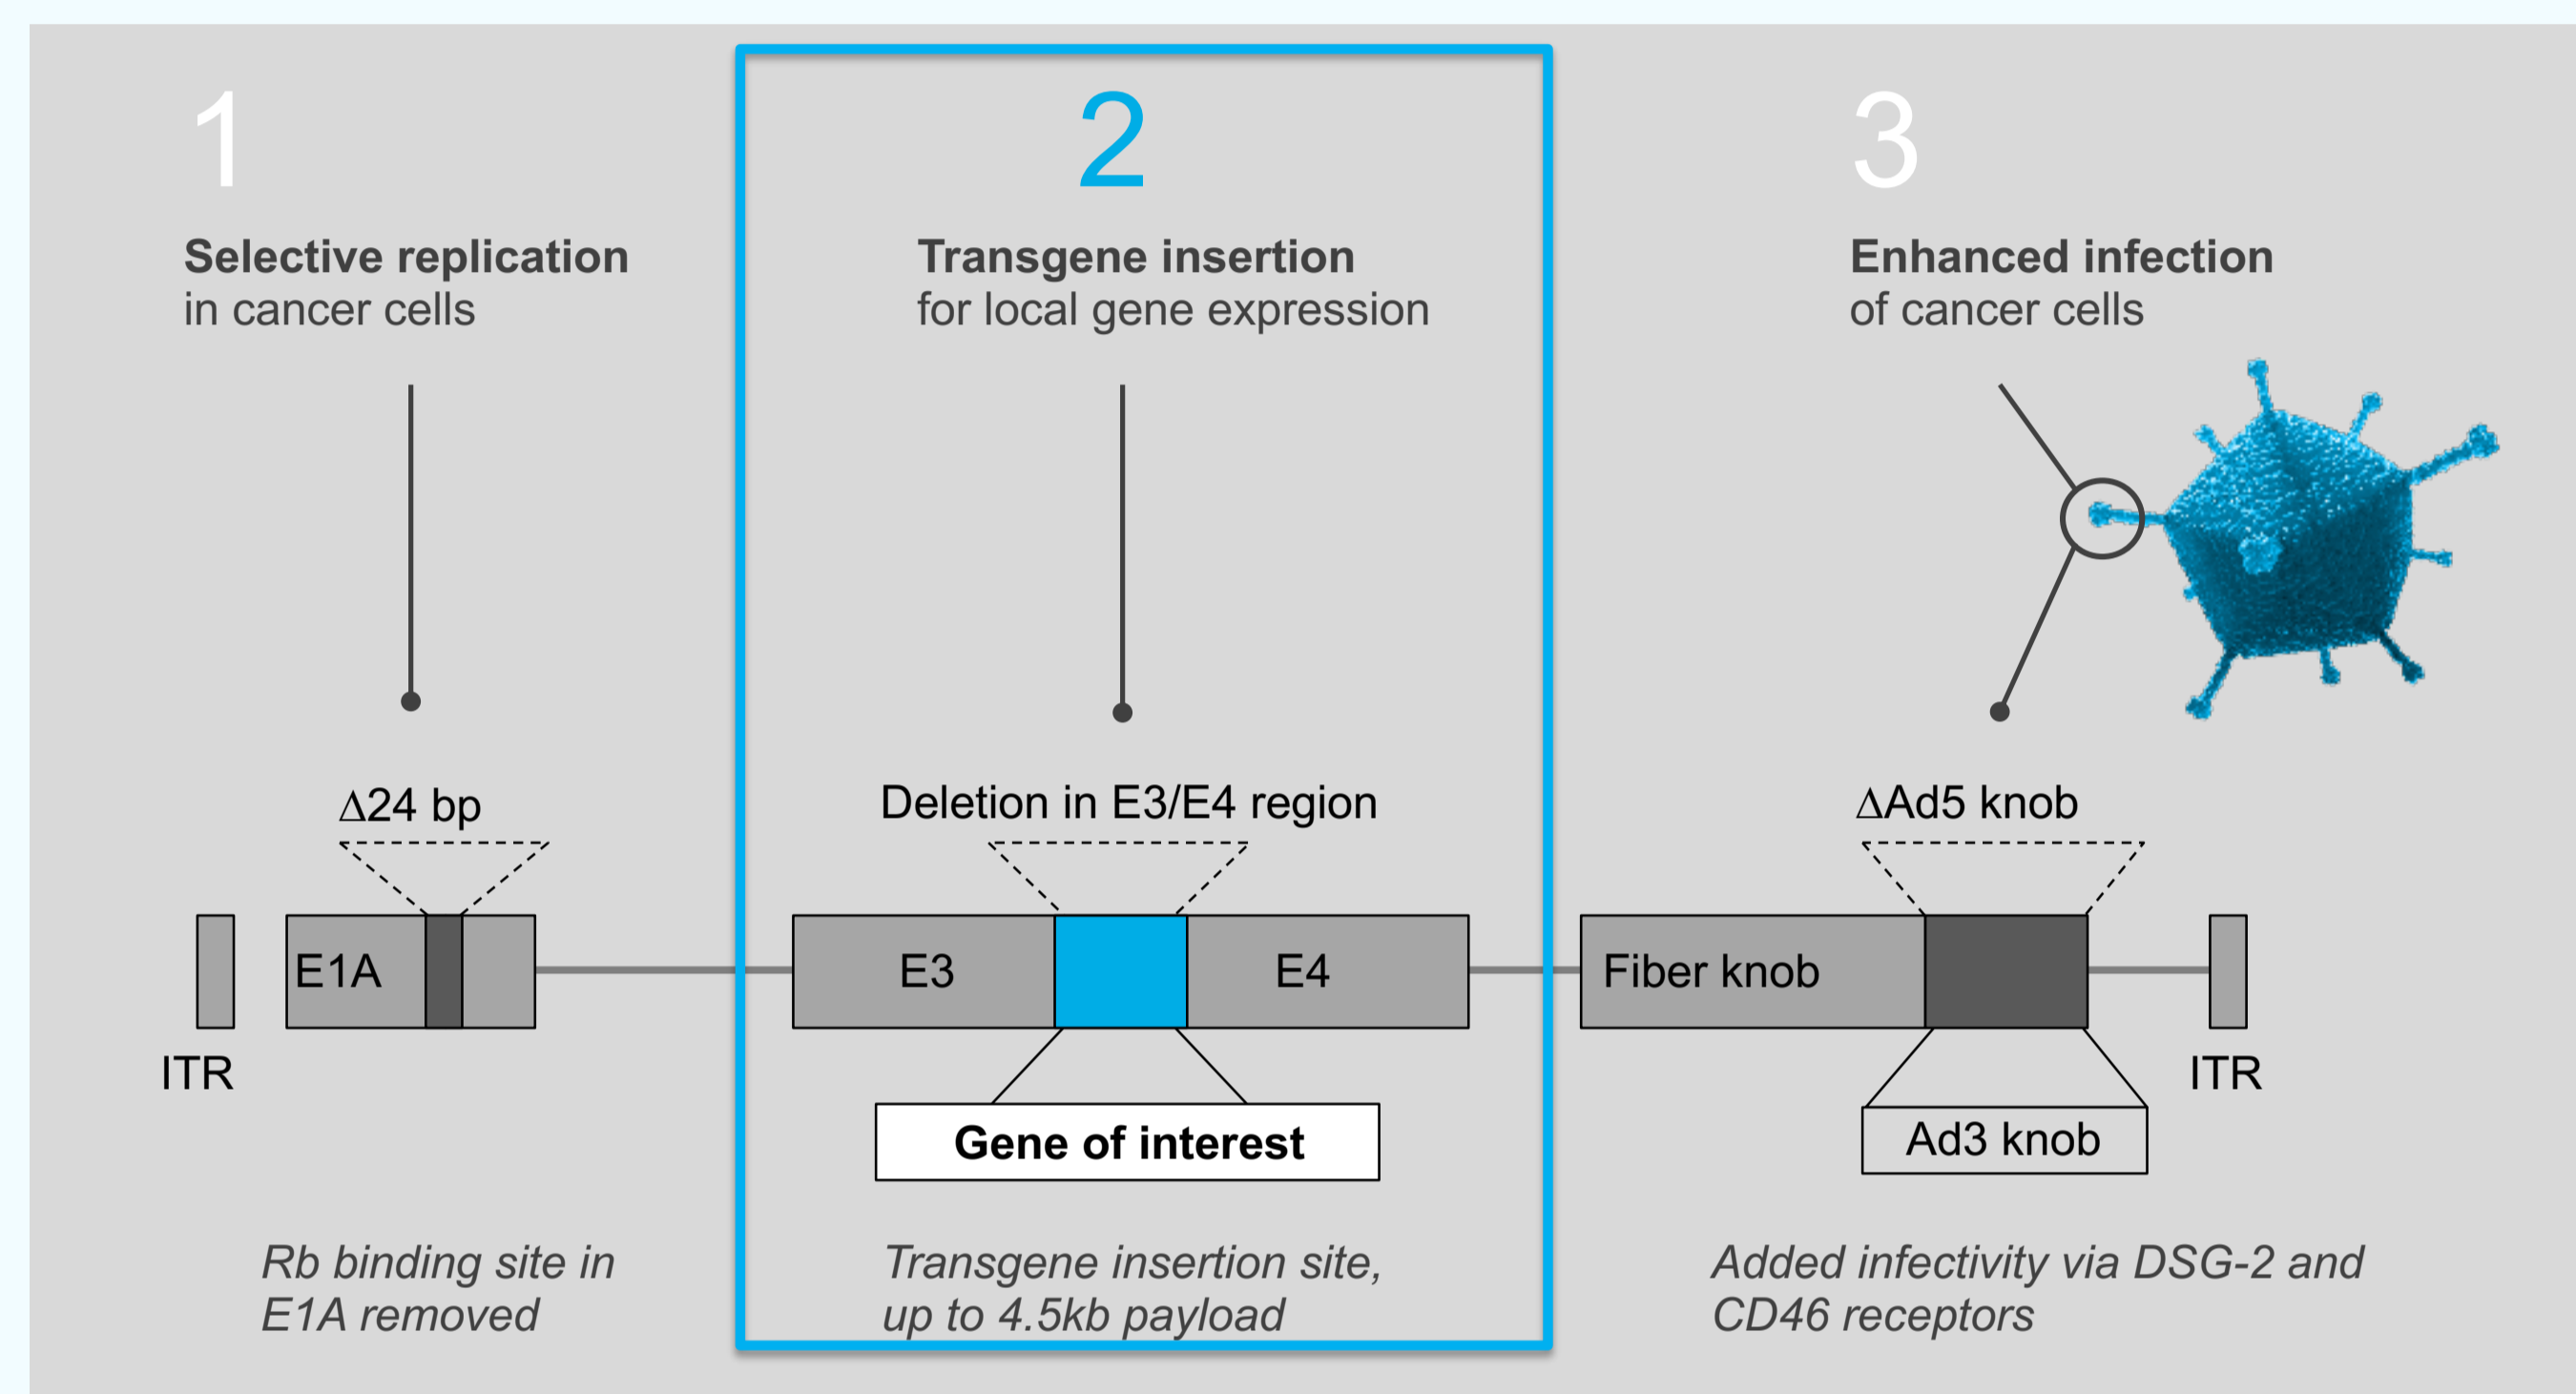 1
Selective replication
in cancer cells
2
Transgene insertion
for local gene expression
3
Enhanced infection
of cancer cells
Δ24 bp
Deletion in E3/E4 region
ΔAd5 knob
E1A
E3
E4
Fiber knob
ITR
ITR
Gene of interest
Ad3 knob
Rb binding site in
E1A removed
Transgene insertion site,
up to 4.5kb payload
Added infectivity via DSG-2 and
CD46 receptors